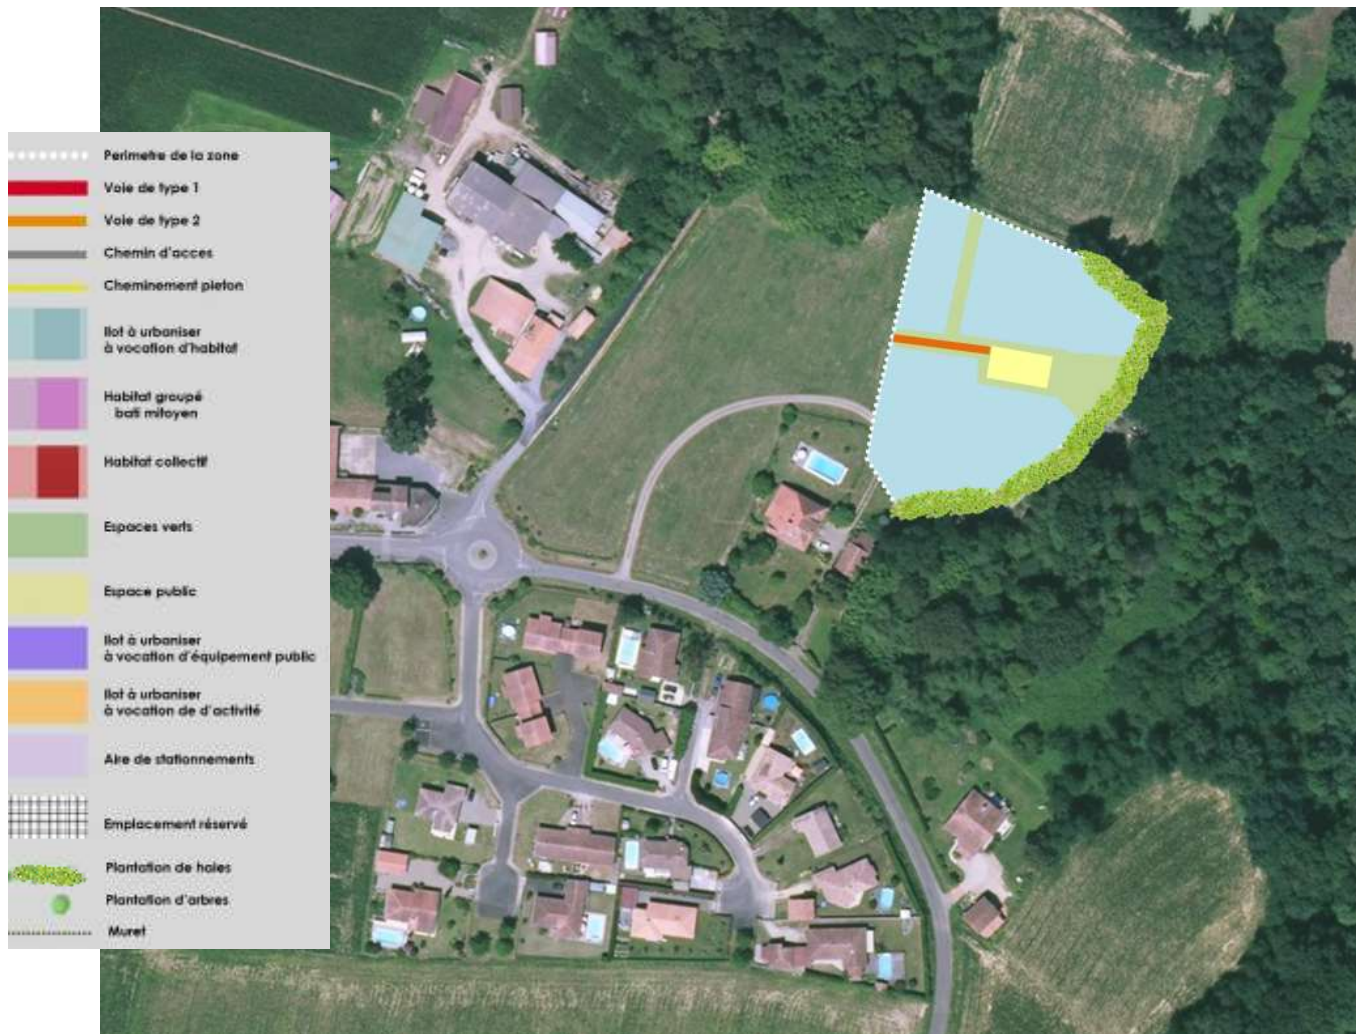 Perimetre de la zone
Voie de type 1
Voie de type 2
Chemin d'acces
Cheminement pieton
Ilot à urbaniser
à vocation d'habitat
Habitat groupé
bati mitoyen
Habitat collectif
Espaces verts
Espace public
Ilot à urbaniser
à vocation d'équipement public
Ilot à urbaniser
à vocation de d'activité
Aire de stationnements
Emplacement réservé
Plantation de haies
Plantation d'arbres
Muret